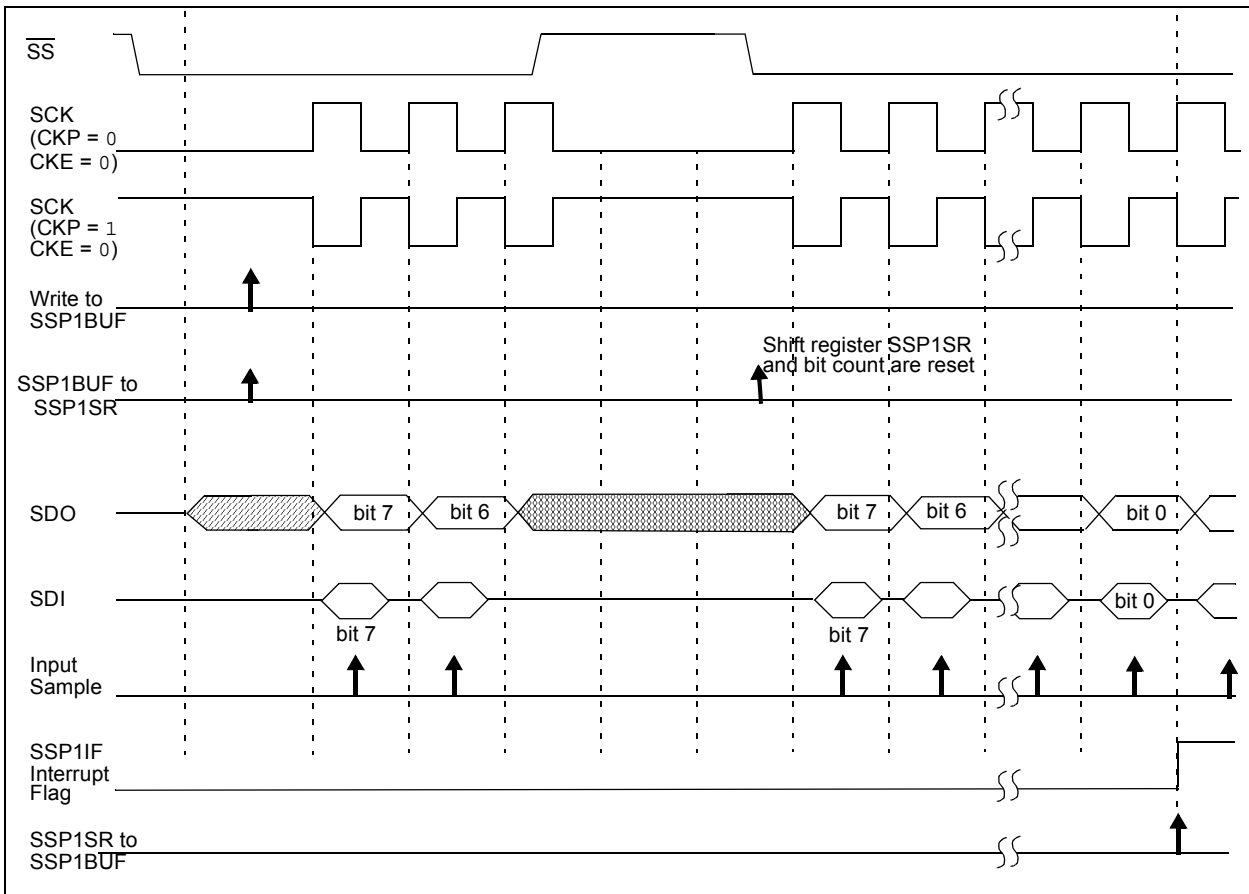 SS
SCK
(CKP = 0
CKE = 0)
SCK
(CKP = 1
CKE = 0)
Write to
SSP1BUF
Shift register SSP1SR
and bit count are reset
SSP1BUF to
SSP1SR
SDO
bit 7
bit 6
bit 7
bit 6
bit 0
SDI
bit 0
bit 7
bit 7
Input
Sample
SSP1IF
Interrupt
Flag
SSP1SR to
SSP1BUF